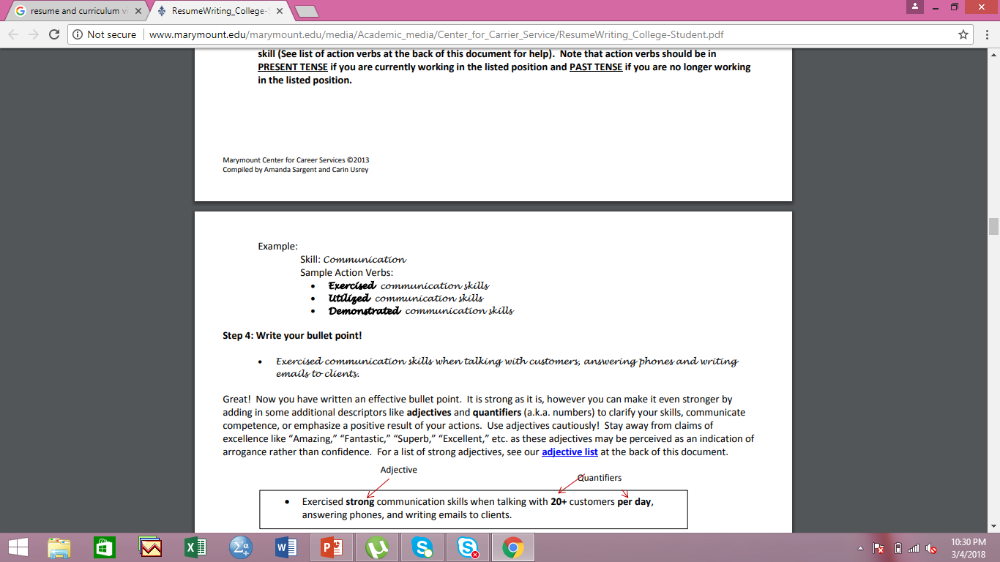 resume and curriculum vi
ResumeWriting_College-S
Not secure | www.marymount.edu/marymount.edu/media/Academic_media/Center_for_Carrier_Service/ResumeWriting_College-Student.pdf
skill (See list of action verbs at the back of this document for help).  Note that action verbs should be in
PRESENT TENSE if you are currently working in the listed position and PAST TENSE if you are no longer working
in the listed position.
Marymount Center for Career Services ©2013
Compiled by Amanda Sargent and Carin Usrey
Example:
Skill: Communication
Sample Action Verbs:
• Exercised communication skills
• Utilized communication skills
• Demonstrated communication skills
Step 4: Write your bullet point!
• Exercised communication skills when talking with customers, answering phones and writing
emails to clients.
Great!  Now you have written an effective bullet point.  It is strong as it is, however you can make it even stronger by
adding in some additional descriptors like adjectives and quantifiers (a.k.a. numbers) to clarify your skills, communicate
competence, or emphasize a positive result of your actions.  Use adjectives cautiously!  Stay away from claims of
excellence like “Amazing,” “Fantastic,” “Superb,” “Excellent,” etc. as these adjectives may be perceived as an indication of
arrogance rather than confidence.  For a list of strong adjectives, see our adjective list at the back of this document.
Adjective
Quantifiers
• Exercised strong communication skills when talking with 20+ customers per day,
answering phones, and writing emails to clients.
10:30 PM
3/4/2018